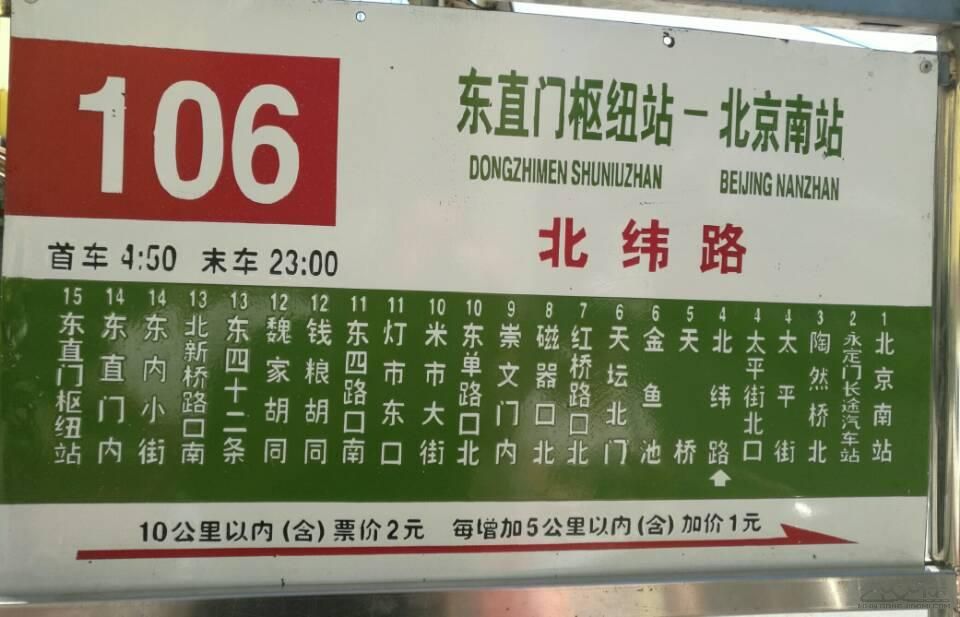 106
东直门枢纽站－北京南站
DONGZHIMEN SHUNIUZHAN BEIJING NANZHAN
北纬路
首车 4:50 末车 23:00
15 东直门枢纽站
14 东直门内
14 东内小街
13 北新桥路口南
13 东四十二条
12 魏家胡同
12 钱粮胡同
11 东四路口南
11 灯市东口
10 米市大街
10 东单路口北
9 崇文门内
8 磁器口北
7 红桥路口北
6 天坛北门
6 金鱼池
5 天桥
4 北纬路
4 太平街北口
4 太平街
3 陶然桥北
2 永定门长途汽车站
1 北京南站
10公里以内(含)票价2元 每增加5公里以内(含)加价1元